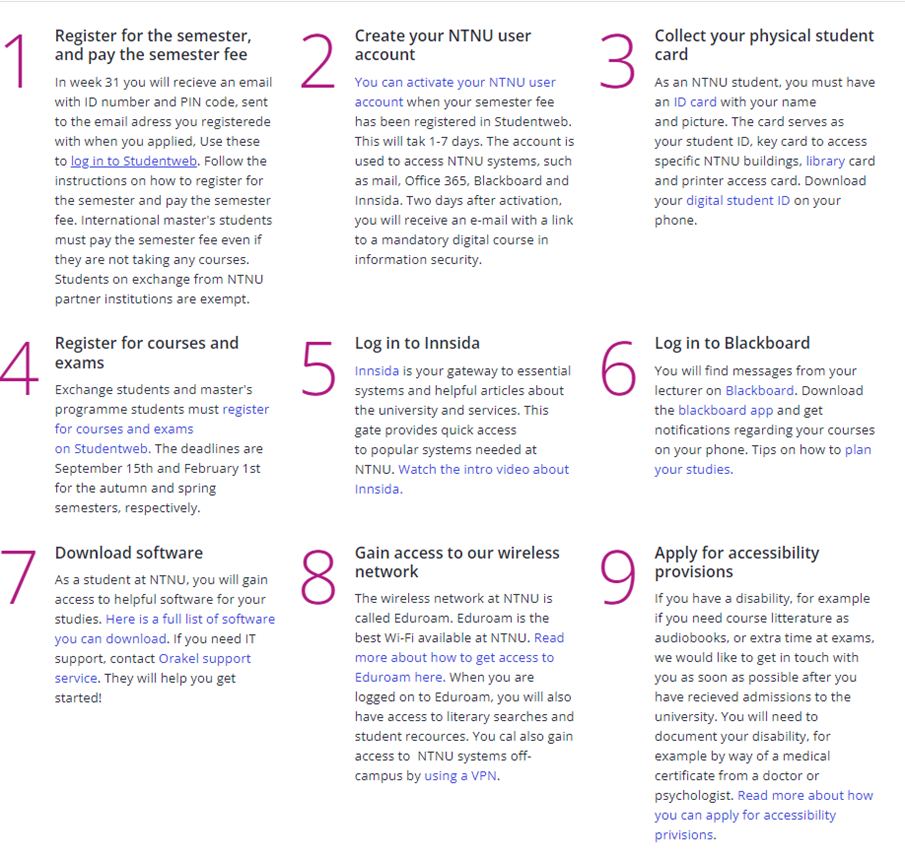 1
Register for the semester,
and pay the semester fee
In week 31 you will recieve an email
with ID number and PIN code, sent
to the email adress you registerede
with when you applied, Use these
to log in to Studentweb. Follow the
instructions on how to register for
the semester and pay the semester
fee. International master's students
must pay the semester fee even if
they are not taking any courses.
Students on exchange from NTNU
partner institutions are exempt.
2
Create your NTNU user
account
You can activate your NTNU user
account when your semester fee
has been registered in Studentweb.
This will tak 1-7 days. The account is
used to access NTNU systems, such
as mail, Office 365, Blackboard and
Innsida. Two days after activation,
you will receive an e-mail with a link
to a mandatory digital course in
information security.
3
Collect your physical student
card
As an NTNU student, you must have
an ID card with your name
and picture. The card serves as
your student ID, key card to access
specific NTNU buildings, library card
and printer access card. Download
your digital student ID on your
phone.
4
Register for courses and
exams
Exchange students and master's
programme students must register
for courses and exams
on Studentweb. The deadlines are
September 15th and February 1st
for the autumn and spring
semesters, respectively.
5
Log in to Innsida
Innsida is your gateway to essential
systems and helpful articles about
the university and services. This
gate provides quick access
to popular systems needed at
NTNU. Watch the intro video about
Innsida.
6
Log in to Blackboard
You will find messages from your
lecturer on Blackboard. Download
the blackboard app and get
notifications regarding your courses
on your phone. Tips on how to plan
your studies.
7
Download software
As a student at NTNU, you will gain
access to helpful software for your
studies. Here is a full list of software
you can download. If you need IT
support, contact Orakel support
service. They will help you get
started!
8
Gain access to our wireless
network
The wireless network at NTNU is
called Eduroam. Eduroam is the
best Wi-Fi available at NTNU. Read
more about how to get access to
Eduroam here. When you are
logged on to Eduroam, you will also
have access to literary searches and
student recources. You cal also gain
access to  NTNU systems off-
campus by using a VPN.
9
Apply for accessibility
provisions
If you have a disability, for example
if you need course litterature as
audiobooks, or extra time at exams,
we would like to get in touch with
you as soon as possible after you
have recieved admissions to the
university. You will need to
document your disability, for
example by way of a medical
certificate from a doctor or
psychologist. Read more about how
you can apply for accessibility
privisions.